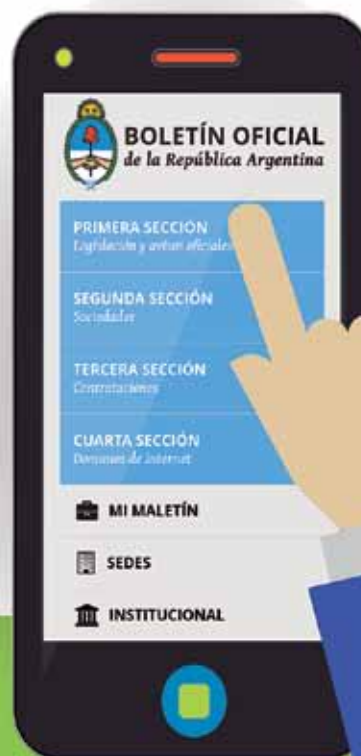 BOLETÍN OFICIAL
de la República Argentina
PRIMERA SECCIÓN
Legislación y avisos oficiales
SEGUNDA SECCIÓN
Sociedades
TERCERA SECCIÓN
Contrataciones
CUARTA SECCIÓN
Dominios de Internet
MI MALETÍN
SEDES
INSTITUCIONAL